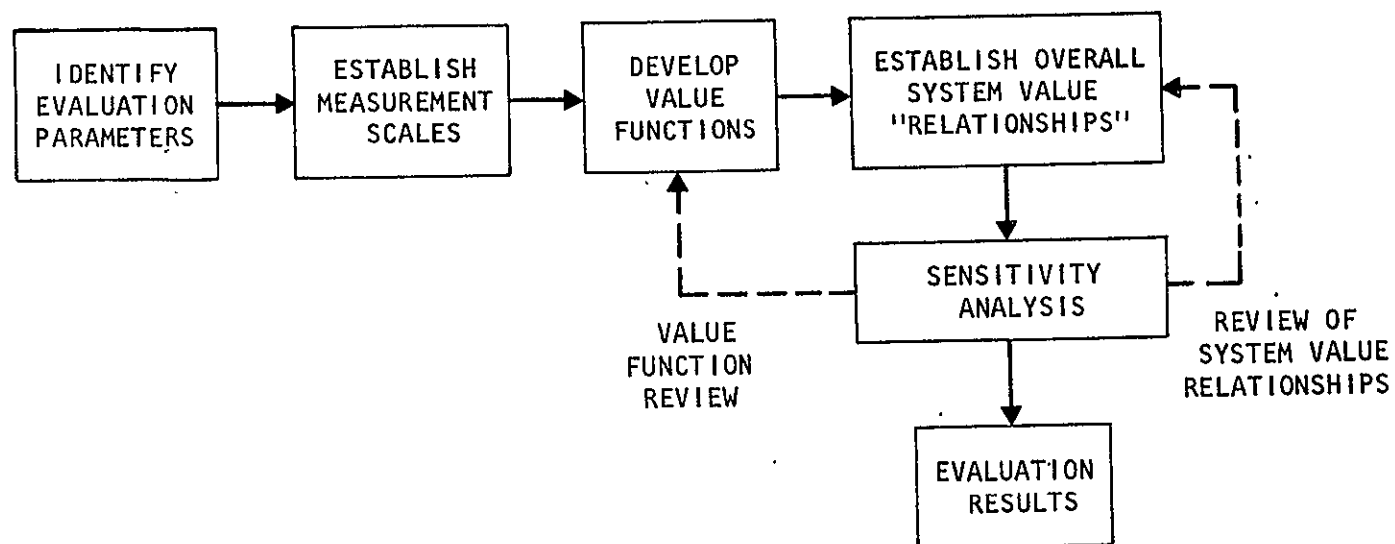 IDENTIFY
EVALUATION
PARAMETERS
ESTABLISH
MEASUREMENT
SCALES
DEVELOP
VALUE
FUNCTIONS
ESTABLISH OVERALL
SYSTEM VALUE
"RELATIONSHIPS"
SENSITIVITY
ANALYSIS
VALUE
FUNCTION
REVIEW
REVIEW OF
SYSTEM VALUE
RELATIONSHIPS
EVALUATION
RESULTS